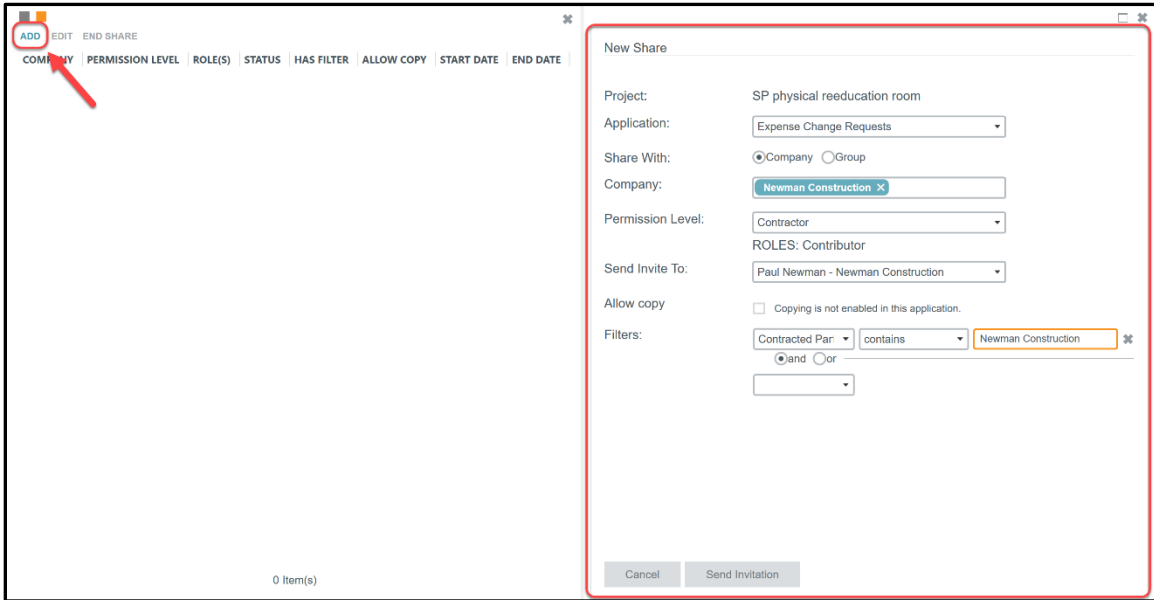 ADD EDIT END SHARE
COMPANY PERMISSION LEVEL ROLE(S) STATUS HAS FILTER ALLOW COPY START DATE END DATE
0 Item(s)
New Share
Project: SP physical reeducation room
Application: Expense Change Requests
Share With: Company Group
Company: Newman Construction
Permission Level: Contractor
ROLES: Contributor
Send Invite To: Paul Newman - Newman Construction
Allow copy Copying is not enabled in this application.
Filters: Contracted Part contains Newman Construction
and or
Cancel Send Invitation